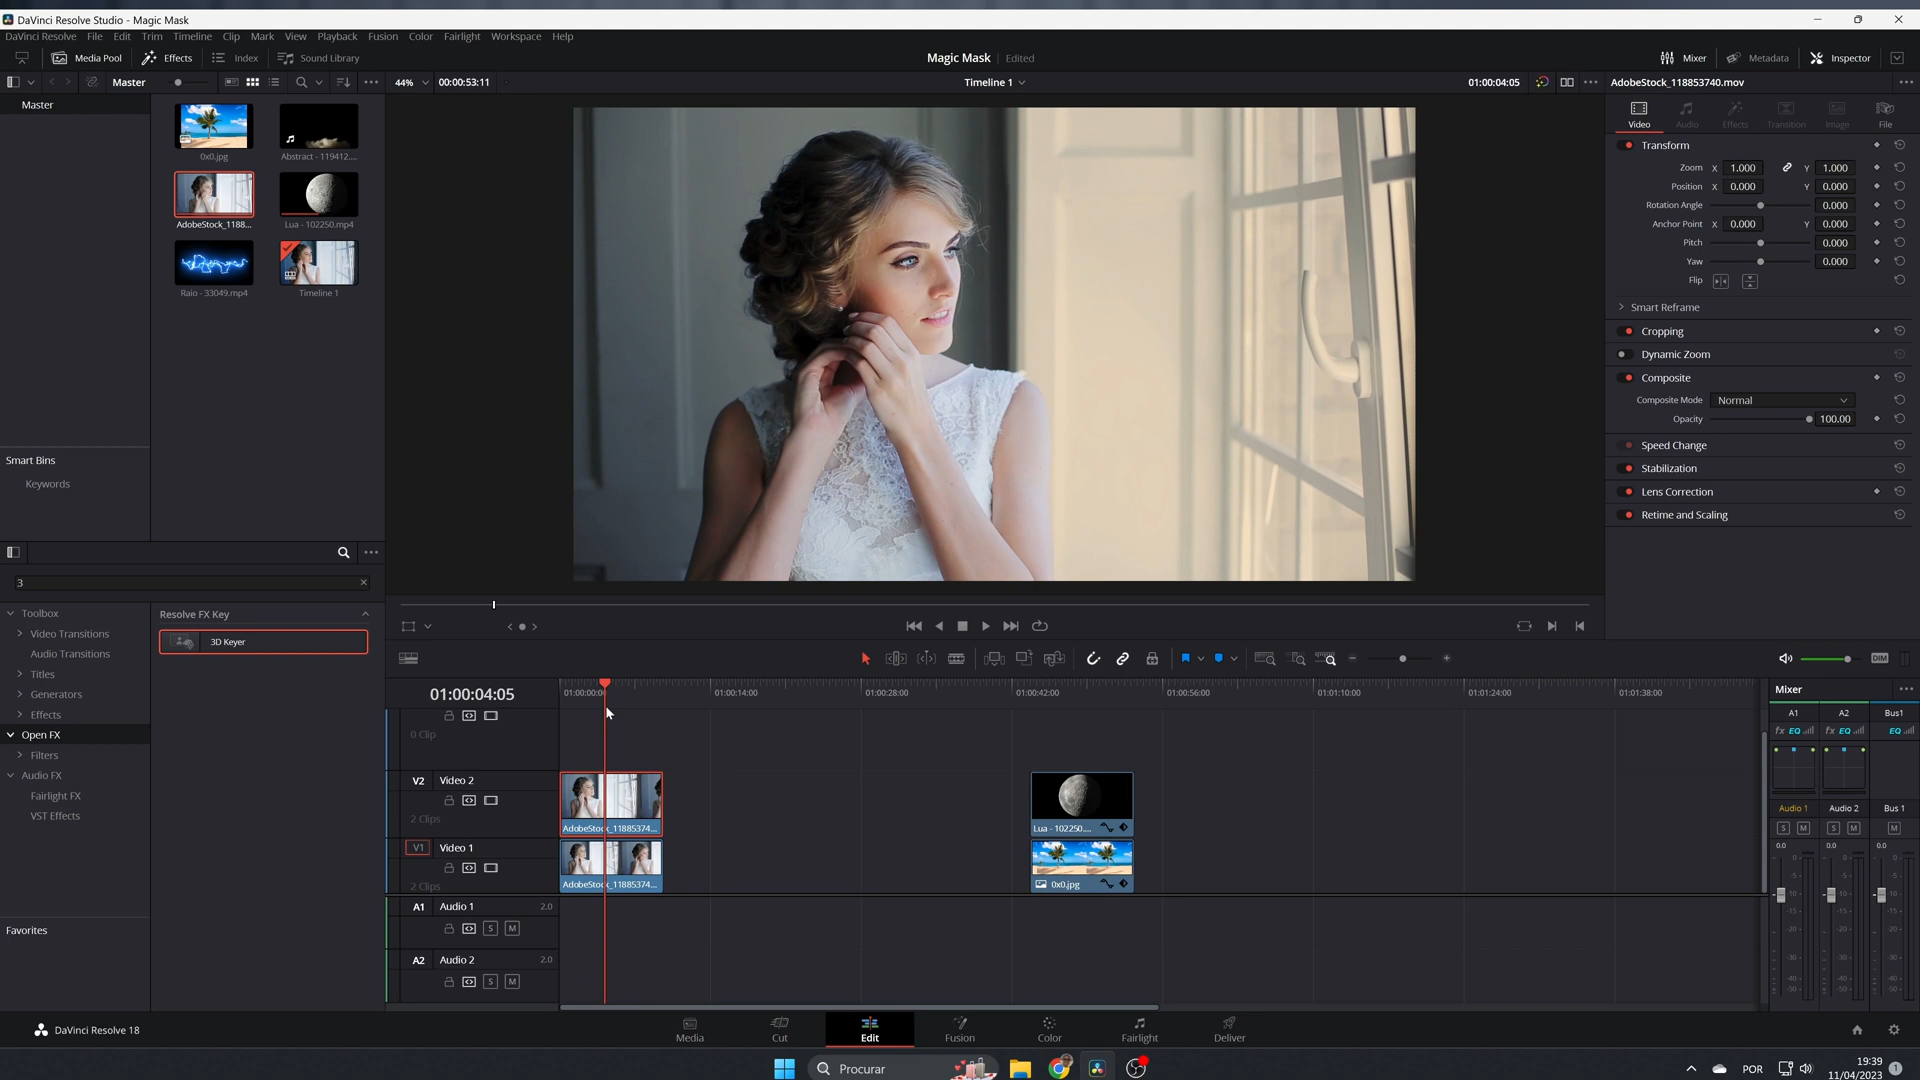 DaVinci Resolve Studio - Magic Mask
DaVinci Resolve File Edit Trim Timeline Clip Mark View Playback Fusion Color Fairlight Workspace Help
Media Pool Effects Index Sound Library Magic Mask Edited Mixer Metadata Inspector
Master 44% 00:00:53:11 Timeline 1 01:00:04:05 AdobeStock_118853740.mov
Master
0x0.jpg Abstract - 119412....
AdobeStock_1188... Lua - 102250.mp4
Raio - 33049.mp4 Timeline 1
Smart Bins
Keywords
Video Audio Effects Transition Image File
Transform
Zoom X 1.000 Y 1.000
Position X 0.000 Y 0.000
Rotation Angle 0.000
Anchor Point X 0.000 Y 0.000
Pitch 0.000
Yaw 0.000
Flip
Smart Reframe
Cropping
Dynamic Zoom
Composite
Composite Mode Normal
Opacity 100.00
Speed Change
Stabilization
Lens Correction
Retime and Scaling
3
Toolbox
Video Transitions
Audio Transitions
Titles
Generators
Effects
Open FX
Filters
Audio FX
Fairlight FX
VST Effects
Favorites
Resolve FX Key
3D Keyer
DIM
01:00:04:05 01:00:00:0 01:00:14:00 01:00:28:00 01:00:42:00 01:00:56:00 01:01:10:00 01:01:24:00 01:01:38:00
0 Clip
V2 Video 2
2 Clips
AdobeStock_11885374... Lua - 102250....
V1 Video 1
2 Clips
AdobeStock_11885374... 0x0.jpg
A1 Audio 1 2.0
S M
A2 Audio 2 2.0
S M
Mixer
A1 A2 Bus1
fx EQ fx EQ EQ
Audio 1 Audio 2 Bus 1
S M S M M
0.0 0.0 0.0
DaVinci Resolve 18
Media Cut Edit Fusion Color Fairlight Deliver
Procurar
POR
19:39
11/04/2023
1